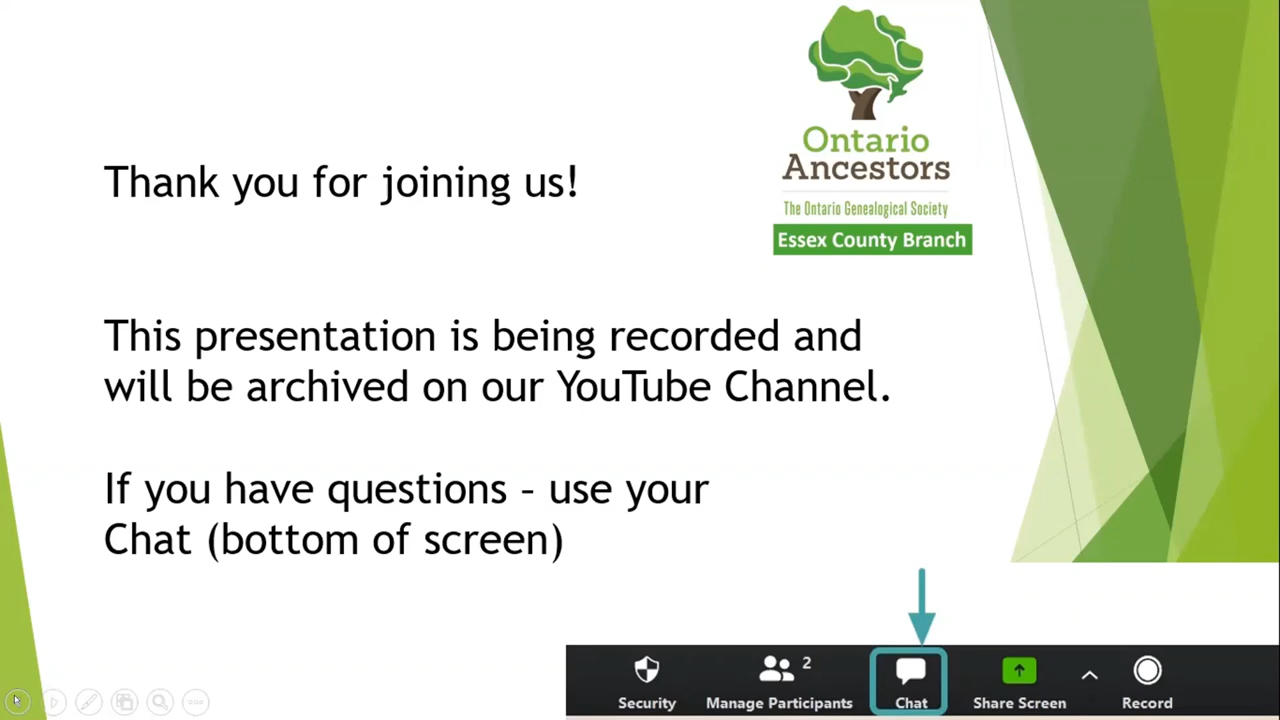 Ontario
Ancestors
The Ontario Genealogical Society
Essex County Branch
Thank you for joining us!
This presentation is being recorded and
will be archived on our YouTube Channel.
If you have questions – use your
Chat (bottom of screen)
Security
Manage Participants
2
Chat
Share Screen
Record